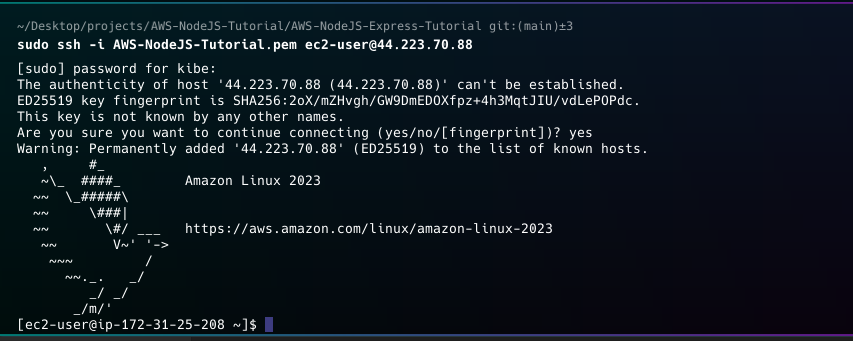 ~/Desktop/projects/AWS-NodeJS-Tutorial/AWS-NodeJS-Express-Tutorial git:(main)±3
sudo ssh -i AWS-NodeJS-Tutorial.pem ec2-user@44.223.70.88
[sudo] password for kibe:
The authenticity of host '44.223.70.88 (44.223.70.88)' can't be established.
ED25519 key fingerprint is SHA256:2oX/mZHvgh/GW9DmEDOXfpz+4h3MqtJIU/vdLePOPdc.
This key is not known by any other names.
Are you sure you want to continue connecting (yes/no/[fingerprint])? yes
Warning: Permanently added '44.223.70.88' (ED25519) to the list of known hosts.
   ,     #_
   ~\_  ####_        Amazon Linux 2023
  ~~  \_#####\
  ~~     \###|
  ~~       \#/ ___   https://aws.amazon.com/linux/amazon-linux-2023
   ~~       V~' '->
    ~~~         /
      ~~._.   _/
         _/ _/
       _/m/'
[ec2-user@ip-172-31-25-208 ~]$